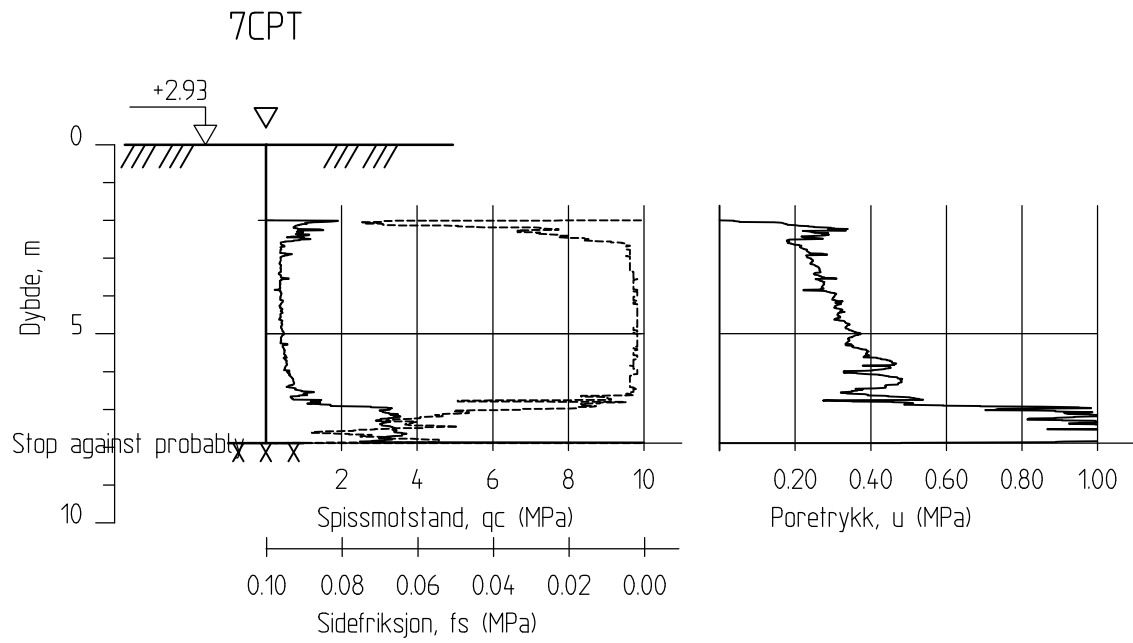 7CPT
+2.93
0
5
10
Dybde, m
Stop against probably
2 4 6 8 10
Spissmotstand, qc (MPa)
0.10 0.08 0.06 0.04 0.02 0.00
Sidefriksjon, fs (MPa)
0.20 0.40 0.60 0.80 1.00
Poretrykk, u (MPa)